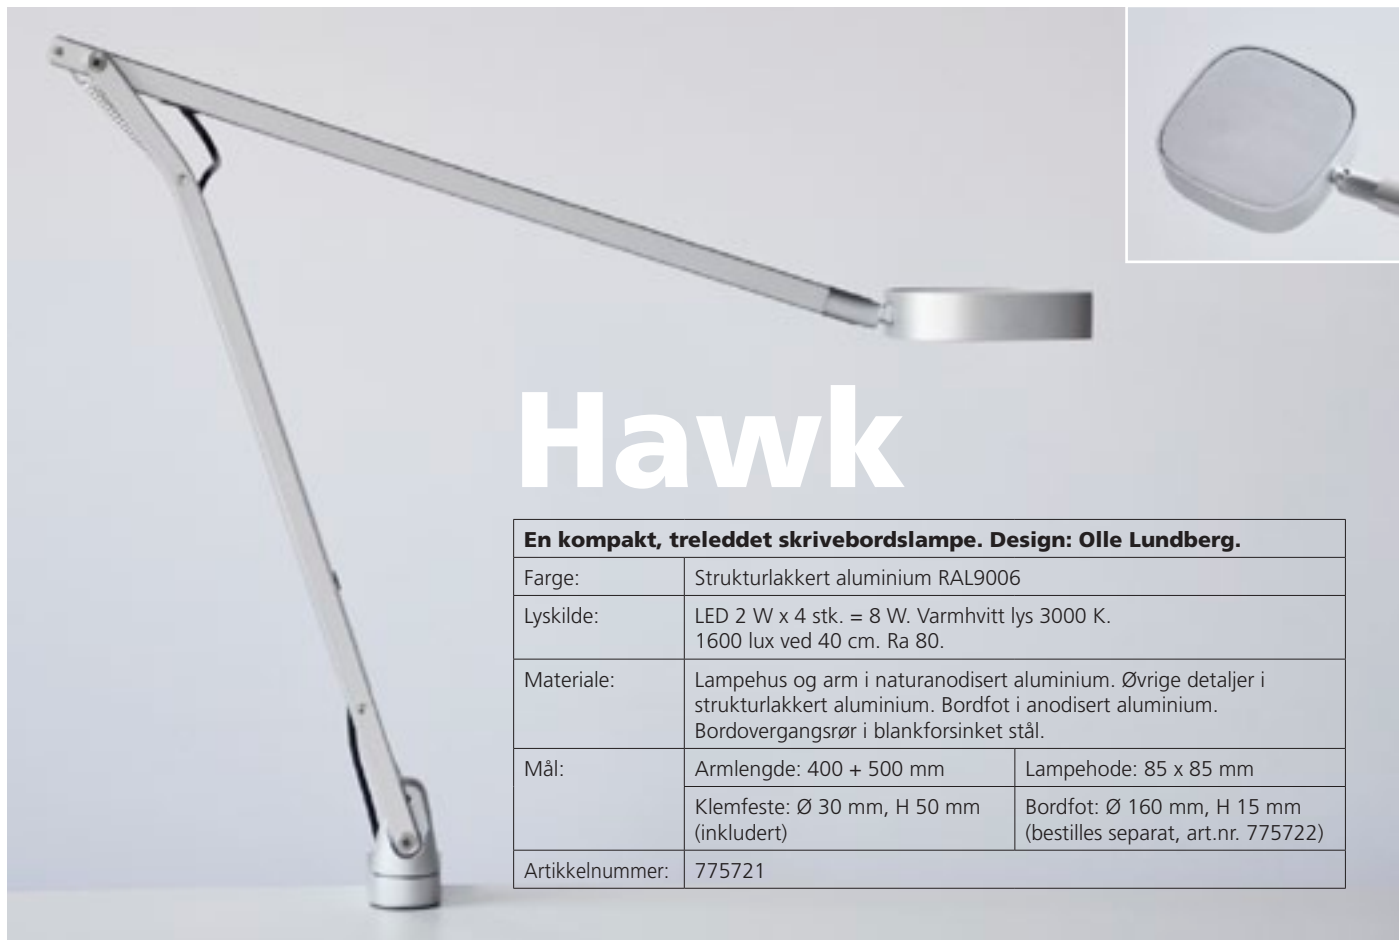 Hawk
En kompakt, treleddet skrivebordslampe. Design: Olle Lundberg.
Farge: Strukturlakkert aluminium RAL9006
Lyskilde: LED 2 W x 4 stk. = 8 W. Varmhvitt lys 3000 K.
1600 lux ved 40 cm. Ra 80.
Materiale: Lampehus og arm i naturanodisert aluminium. Øvrige detaljer i
strukturlakkert aluminium. Bordfot i anodisert aluminium.
Bordovergangsrør i blankforsinket stål.
Mål: Armlengde: 400 + 500 mm Lampehode: 85 x 85 mm
Klemfeste: Ø 30 mm, H 50 mm Bordfot: Ø 160 mm, H 15 mm
(inkludert) (bestilles separat, art.nr. 775722)
Artikkelnummer: 775721